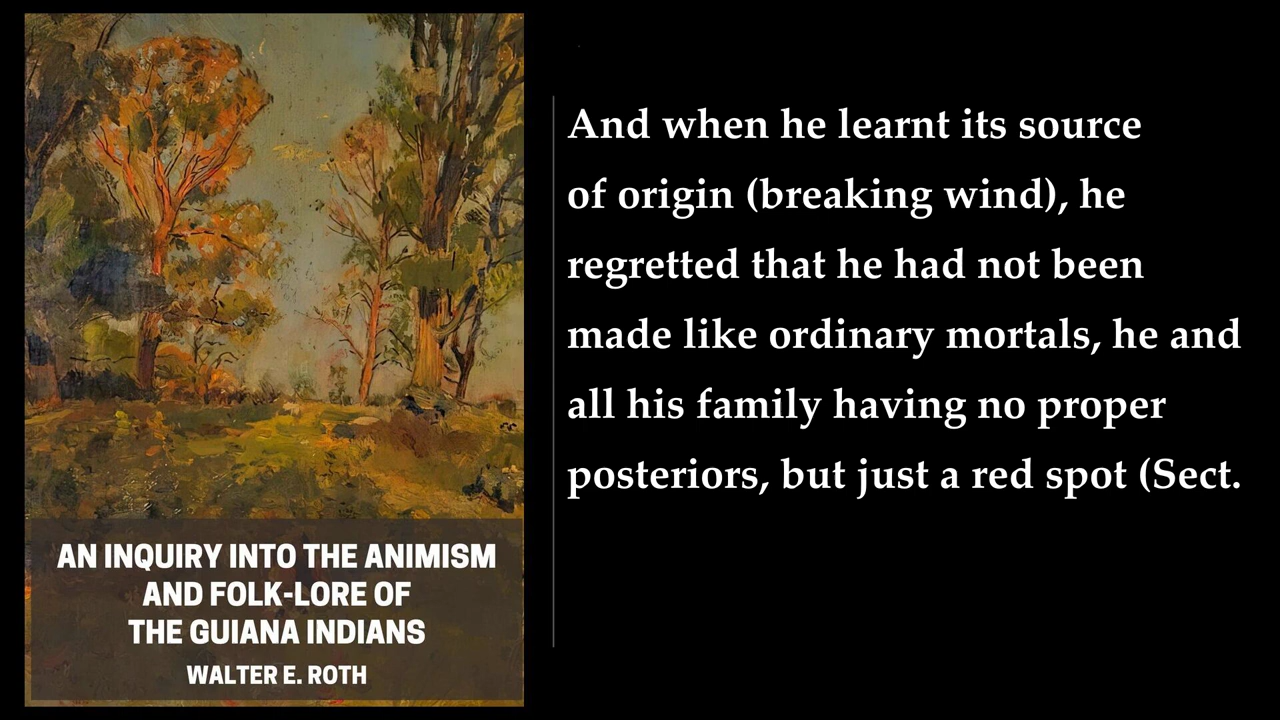 And when he learnt its source
of origin (breaking wind), he
regretted that he had not been
made like ordinary mortals, he and
all his family having no proper
posteriors, but just a red spot (Sect.
AN INQUIRY INTO THE ANIMISM
AND FOLK-LORE OF
THE GUIANA INDIANS
WALTER E. ROTH